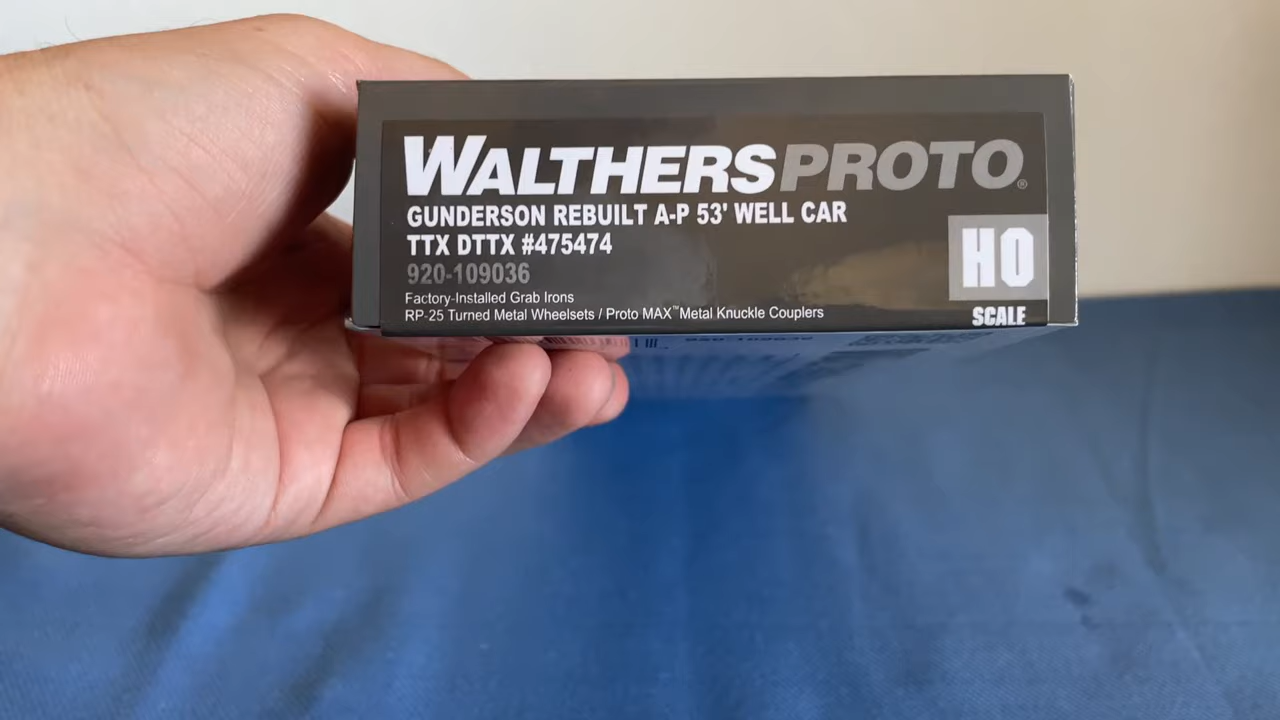 WALTHERSPROTO®
GUNDERSON REBUILT A-P 53' WELL CAR
TTX DTTX #475474
920-109036
Factory-Installed Grab Irons
RP-25 Turned Metal Wheelsets / Proto MAX™ Metal Knuckle Couplers
HO
SCALE